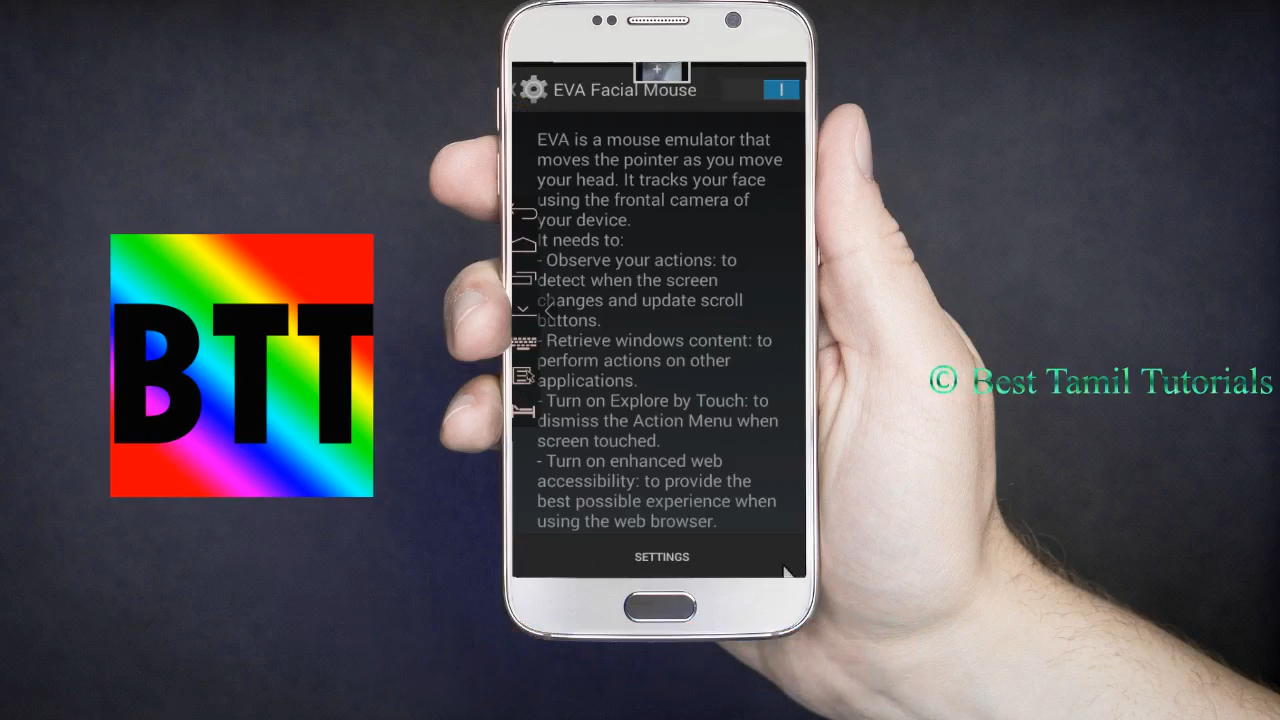 EVA Facial Mouse
EVA is a mouse emulator that
moves the pointer as you move
your head. It tracks your face
using the frontal camera of
your device.
It needs to:
- Observe your actions: to
detect when the screen
changes and update scroll
buttons.
- Retrieve windows content: to
perform actions on other
applications.
- Turn on Explore by Touch: to
dismiss the Action Menu when
screen touched.
- Turn on enhanced web
accessibility: to provide the
best possible experience when
using the web browser.
SETTINGS
BTT
© Best Tamil Tutorials